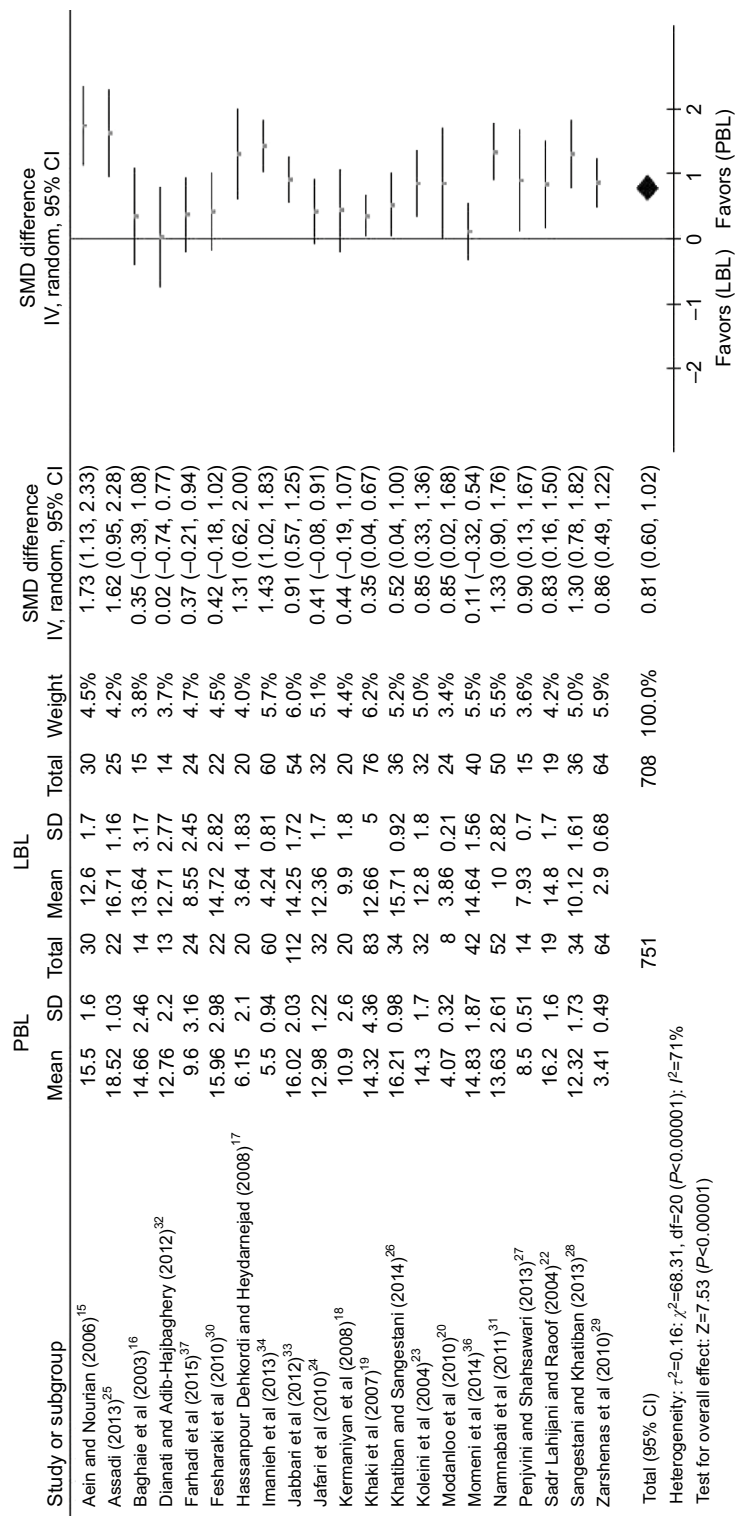 PBL LBL SMD difference SMD difference
Study or subgroup Mean SD Total Mean SD Total Weight IV, random, 95% CI IV, random, 95% CI
Aein and Nourian (2006)15 15.5 1.6 30 12.6 1.7 30 4.5% 1.73 (1.13, 2.33)
Assadi (2013)25 18.52 1.03 22 16.71 1.16 25 4.2% 1.62 (0.95, 2.28)
Baghaie et al (2003)16 14.66 2.46 14 13.64 3.17 15 3.8% 0.35 (−0.39, 1.08)
Dianati and Adib-Hajbaghery (2012)32 12.76 2.2 13 12.71 2.77 14 3.7% 0.02 (−0.74, 0.77)
Farhadi et al (2015)37 9.6 3.16 24 8.55 2.45 24 4.7% 0.37 (−0.21, 0.94)
Fesharaki et al (2010)30 15.96 2.98 22 14.72 2.82 22 4.5% 0.42 (−0.18, 1.02)
Hassanpour Dehkordi and Heydarnejad (2008)17 6.15 2.1 20 3.64 1.83 20 4.0% 1.31 (0.62, 2.00)
Imanieh et al (2013)34 5.5 0.94 60 4.24 0.81 60 5.7% 1.43 (1.02, 1.83)
Jabbari et al (2012)33 16.02 2.03 112 14.25 1.72 54 6.0% 0.91 (0.57, 1.25)
Jafari et al (2010)24 12.98 1.22 32 12.36 1.7 32 5.1% 0.41 (−0.08, 0.91)
Kermaniyan et al (2008)18 10.9 2.6 20 9.9 1.8 20 4.4% 0.44 (−0.19, 1.07)
Khaki et al (2007)19 14.32 4.36 83 12.66 5 76 6.2% 0.35 (0.04, 0.67)
Khatiban and Sangestani (2014)26 16.21 0.98 34 15.71 0.92 36 5.2% 0.52 (0.04, 1.00)
Koleini et al (2004)23 14.3 1.7 32 12.8 1.8 32 5.0% 0.85 (0.33, 1.36)
Modanloo et al (2010)20 4.07 0.32 8 3.86 0.21 24 3.4% 0.85 (0.02, 1.68)
Momeni et al (2014)36 14.83 1.87 42 14.64 1.56 40 5.5% 0.11 (−0.32, 0.54)
Namnabati et al (2011)31 13.63 2.61 52 10 2.82 50 5.5% 1.33 (0.90, 1.76)
Penjvini and Shahsawari (2013)27 8.5 0.51 14 7.93 0.7 15 3.6% 0.90 (0.13, 1.67)
Sadr Lahijani and Raoof (2004)22 16.2 1.6 19 14.8 1.7 19 4.2% 0.83 (0.16, 1.50)
Sangestani and Khatiban (2013)28 12.32 1.73 34 10.12 1.61 36 5.0% 1.30 (0.78, 1.82)
Zarshenas et al (2010)29 3.41 0.49 64 2.9 0.68 64 5.9% 0.86 (0.49, 1.22)
Total (95% CI) 751 708 100.0% 0.81 (0.60, 1.02)
Heterogeneity: τ2=0.16: χ2=68.31, df=20 (P<0.00001): I2=71%
Test for overall effect: Z=7.53 (P<0.00001)
−2 −1 0 1 2
Favors (LBL) Favors (PBL)